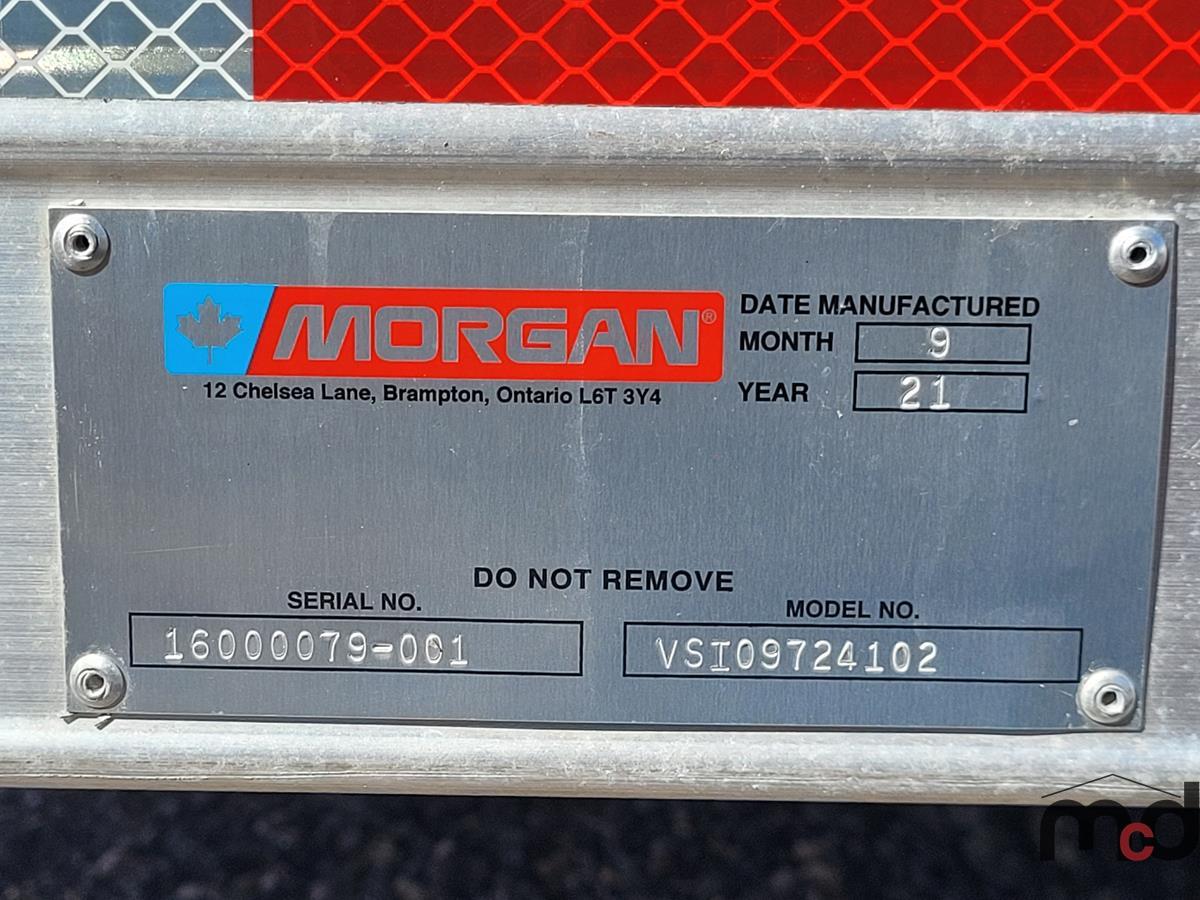 MORGAN®
12 Chelsea Lane, Brampton, Ontario L6T 3Y4
DATE MANUFACTURED
MONTH 9
YEAR 21
DO NOT REMOVE
SERIAL NO.
16000079-001
MODEL NO.
VSI09724102
mcd